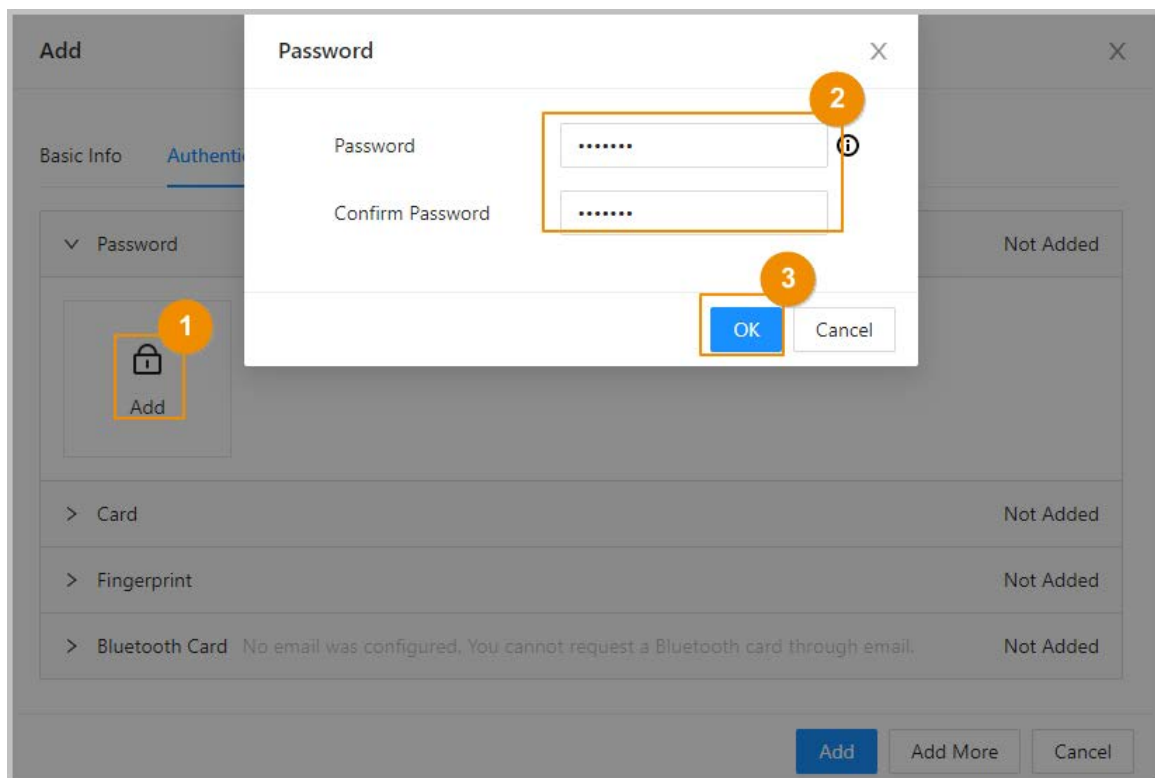 Add
Password
X
X
2
Password
•••••••
Basic Info
Authenti
Confirm Password
•••••••
Password
Not Added
3
1
OK
Cancel
Add
Card
Not Added
Fingerprint
Not Added
Bluetooth Card No email was configured. You cannot request a Bluetooth card through email. Not Added
Add
Add More
Cancel